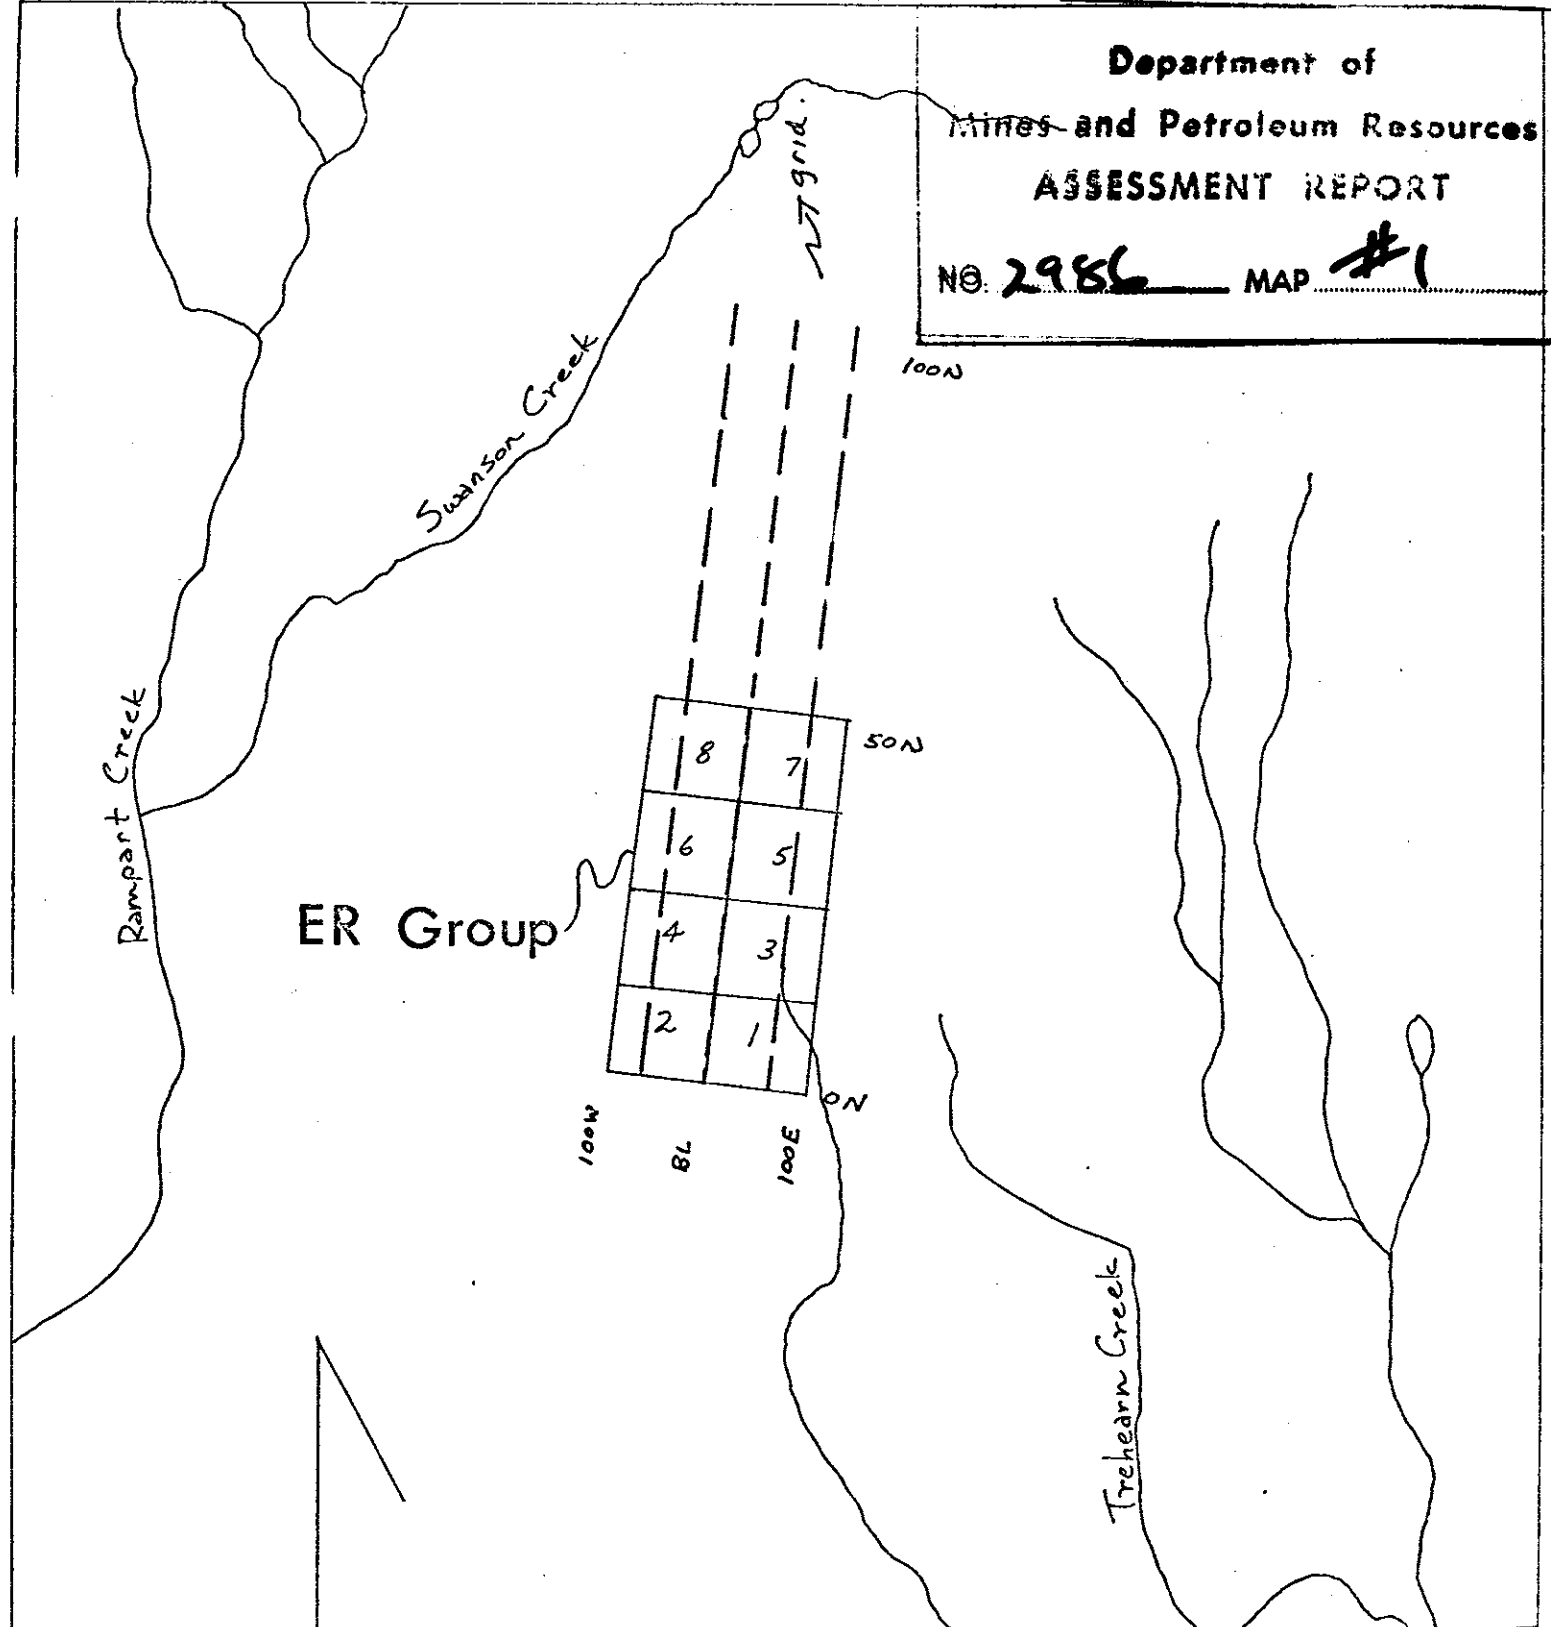 Department of
Mines and Petroleum Resources
ASSESSMENT REPORT
NO. 2986 MAP #1
grid.
100N
Swanson Creek
Rampart Creek
50N
8 7
6 5
ER Group
4 3
2 1
0N
100W BL 100E
Trehearn Creek